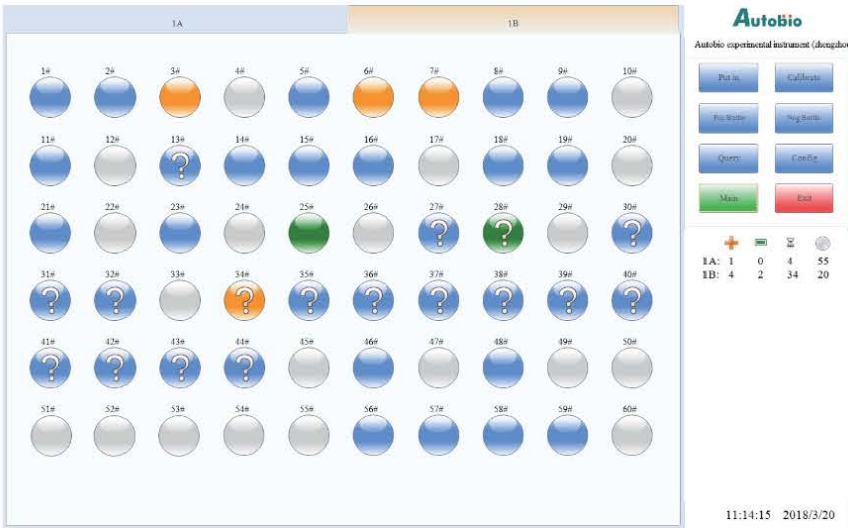 1A 1B
1# 2# 3# 4# 5# 6# 7# 8# 9# 10#
11# 12# 13# 14# 15# 16# 17# 18# 19# 20#
21# 22# 23# 24# 25# 26# 27# 28# 29# 30#
31# 32# 33# 34# 35# 36# 37# 38# 39# 40#
41# 42# 43# 44# 45# 46# 47# 48# 49# 50#
51# 52# 53# 54# 55# 56# 57# 58# 59# 60#
Autobio
Autobio experimental instrument (zhengzhou
Put in Calibrate
Pos Bottle Neg Bottle
Query Config
Main Exit
1A: 1 0 4 55
1B: 4 2 34 20
11:14:15 2018/3/20